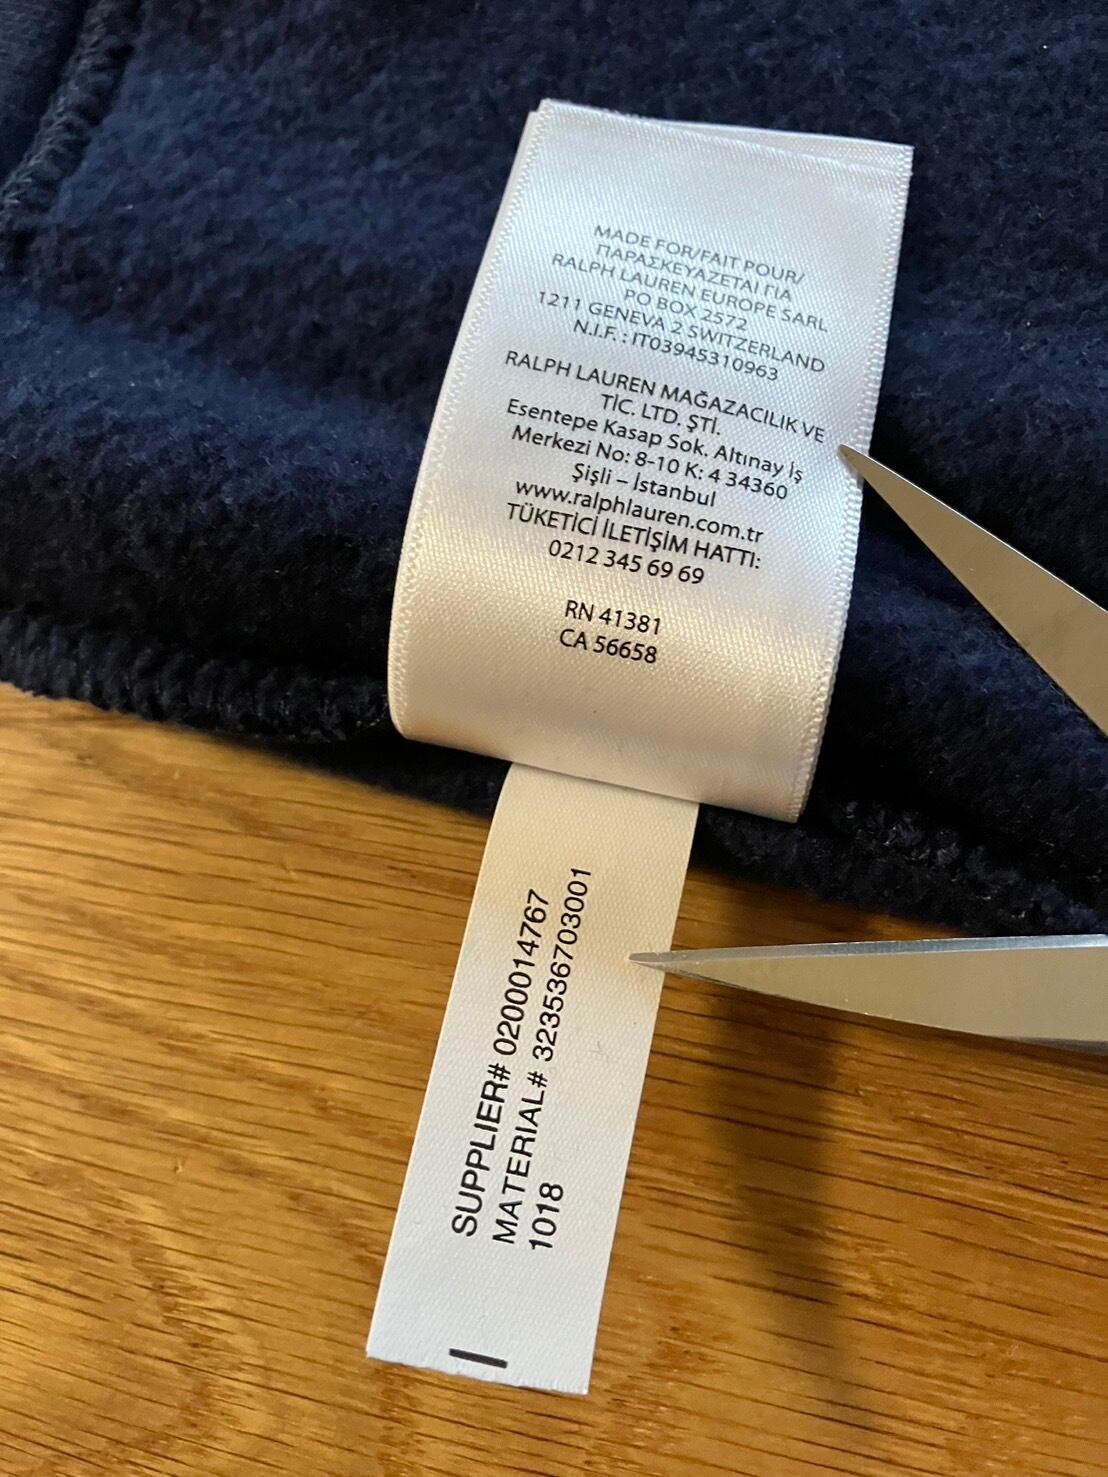 MADE FOR/FAIT POUR/
ΠΑΡΑΣΚΕΥΑΖΕΤΑΙ ΓΙΑ
RALPH LAUREN EUROPE SARL
PO BOX 2572
1211 GENEVA 2 SWITZERLAND
N.I.F. : IT03945310963
RALPH LAUREN MAĞAZACILIK VE
TİC. LTD. ŞTİ.
Esentepe Kasap Sok. Altınay İş
Merkezi No: 8-10 K: 4 34360
Şişli – İstanbul
www.ralphlauren.com.tr
TÜKETİCİ İLETİŞİM HATTI:
0212 345 69 69
RN 41381
CA 56658
SUPPLIER# 0200014767
MATERIAL# 323536703001
1018